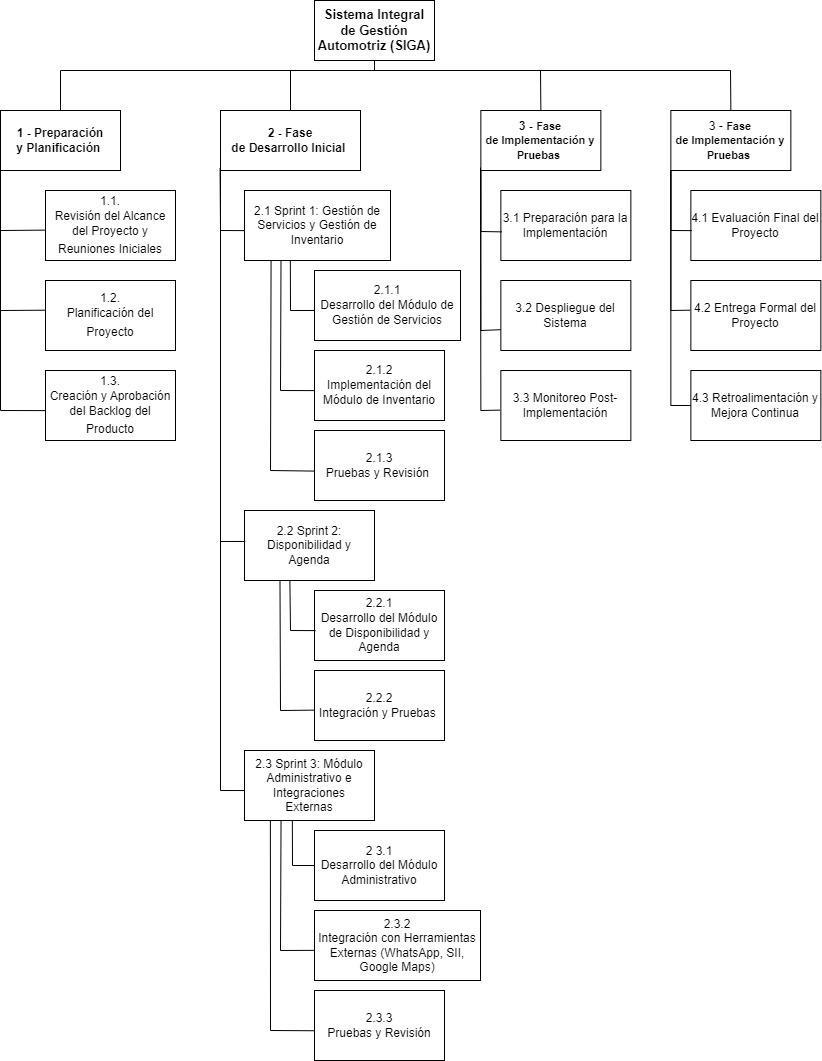 Sistema Integral
de Gestión
Automotriz (SIGA)
1 - Preparación
y Planificación
1.1.
Revisión del Alcance
del Proyecto y
Reuniones Iniciales
1.2.
Planificación del
Proyecto
1.3.
Creación y Aprobación
del Backlog del
Producto
2 - Fase
de Desarrollo Inicial
2.1 Sprint 1: Gestión de
Servicios y Gestión de
Inventario
2.1.1
Desarrollo del Módulo de
Gestión de Servicios
2.1.2
Implementación del
Módulo de Inventario
2.1.3
Pruebas y Revisión
2.2 Sprint 2:
Disponibilidad y
Agenda
2.2.1
Desarrollo del Módulo
de Disponibilidad y
Agenda
2.2.2
Integración y Pruebas
2.3 Sprint 3: Módulo
Administrativo e
Integraciones
Externas
2 3.1
Desarrollo del Módulo
Administrativo
2.3.2
Integración con Herramientas
Externas (WhatsApp, SII,
Google Maps)
2.3.3
Pruebas y Revisión
3 - Fase
de Implementación y
Pruebas
3.1 Preparación para la
Implementación
3.2 Despliegue del
Sistema
3.3 Monitoreo Post-
Implementación
3 - Fase
de Implementación y
Pruebas
4.1 Evaluación Final del
Proyecto
4.2 Entrega Formal del
Proyecto
4.3 Retroalimentación y
Mejora Continua